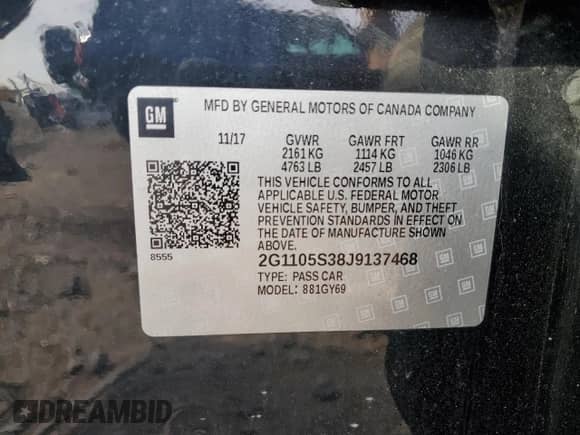 GM
MFD BY GENERAL MOTORS OF CANADA COMPANY
11/17 GVWR GAWR FRT GAWR RR
2161 KG 1114 KG 1046 KG
4763 LB 2457 LB 2306 LB
THIS VEHICLE CONFORMS TO ALL
APPLICABLE U.S. FEDERAL MOTOR
VEHICLE SAFETY, BUMPER, AND THEFT
PREVENTION STANDARDS IN EFFECT ON
THE DATE OF MANUFACTURE SHOWN
ABOVE.
8555
2G1105S38J9137468
TYPE: PASS CAR
MODEL: 881GY69
DREAMBID